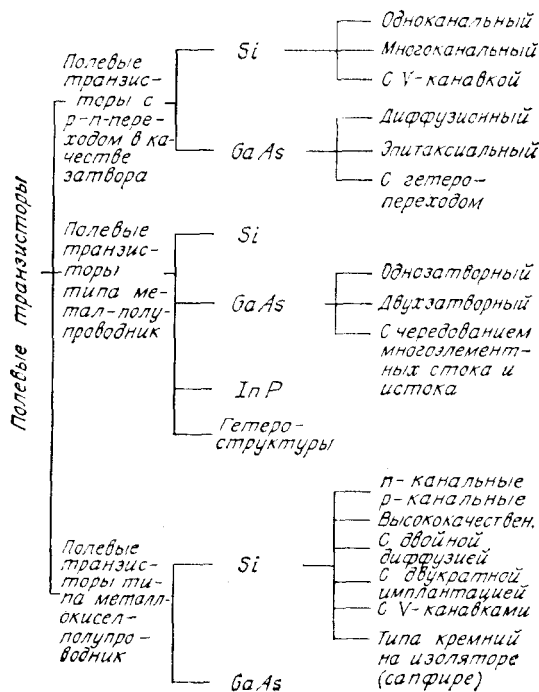 Полевые транзисторы
Полевые
транзис-
торы с
p-n-пере-
ходом в ка-
честве
затвора
Si
Одноканальный
Многоканальный
С V-канавкой
GaAs
Диффузионный
Эпитаксиальный
С гетеро-
переходом
Полевые
транзис-
торы
типа ме-
тал-полу-
проводник
Si
GaAs
Однозатворный
Двухзатворный
С чередованием
многоэлемент-
ных стока и
истока
InP
Гетеро-
структуры
Полевые
транзис-
торы ти-
па металл-
окисел-
полупро-
водник
Si
n-канальные
p-канальные
Высококачествен.
С двойной
диффузией
С двукратной
имплантацией
С V-канавками
Типа кремний
на изоляторе
(сапфире)
GaAs